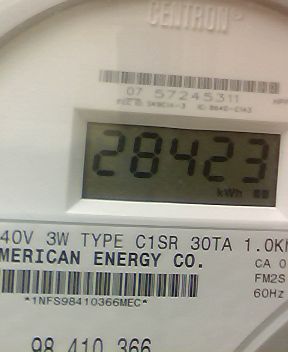 CENTRON®
07 57245311
28423
kWh
40V 3W TYPE C1SR 30TA 1.0K
MERICAN ENERGY CO.
CA 0
FM2S
60Hz
*1NFS98410366MEC*
98 410 366